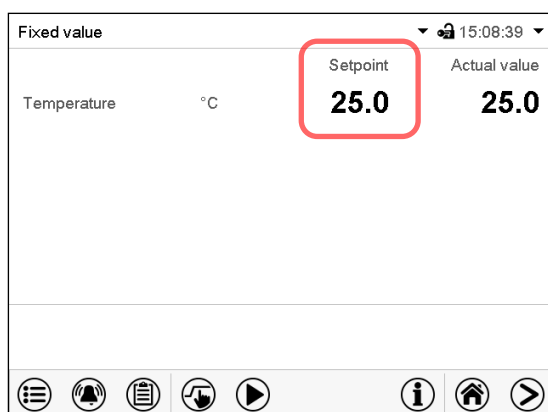 Fixed value 15:08:39
Setpoint Actual value
Temperature °C 25.0 25.0